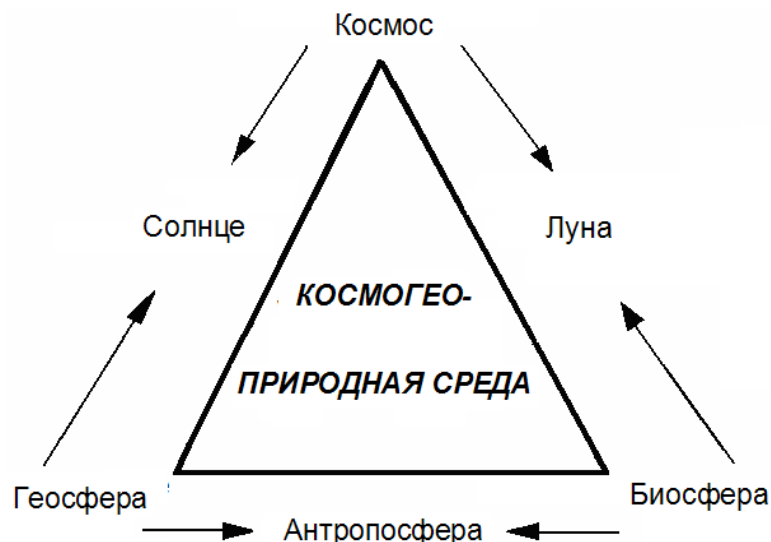 Космос
Солнце
Луна
КОСМОГЕО-
ПРИРОДНАЯ СРЕДА
Геосфера
Биосфера
Антропосфера